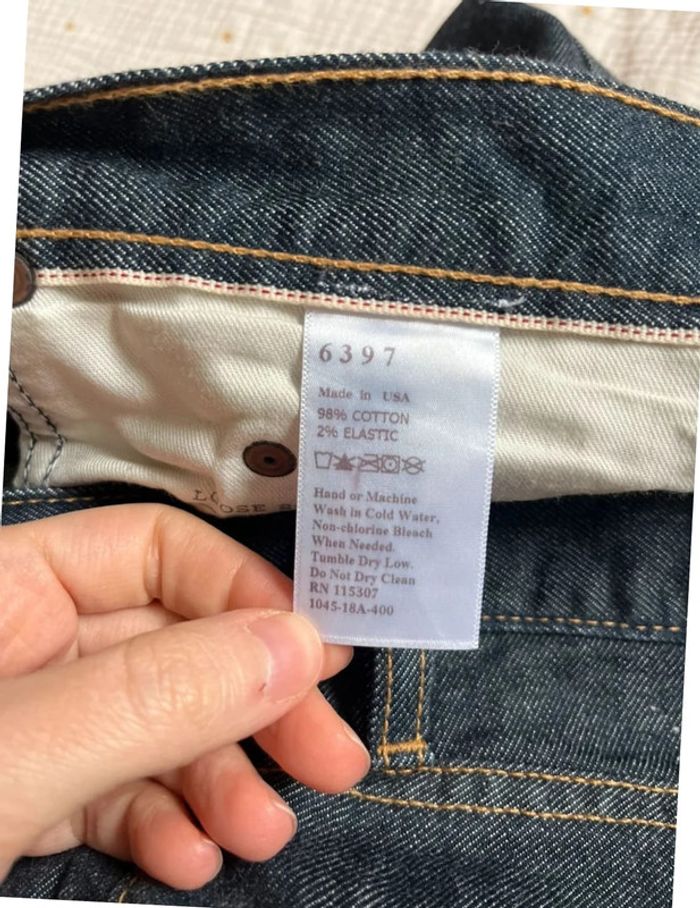 6397
Made in USA
98% COTTON
2% ELASTIC
Hand or Machine
Wash in Cold Water,
Non-chlorine Bleach
When Needed.
Tumble Dry Low.
Do Not Dry Clean
RN 115307
1045-18A-400